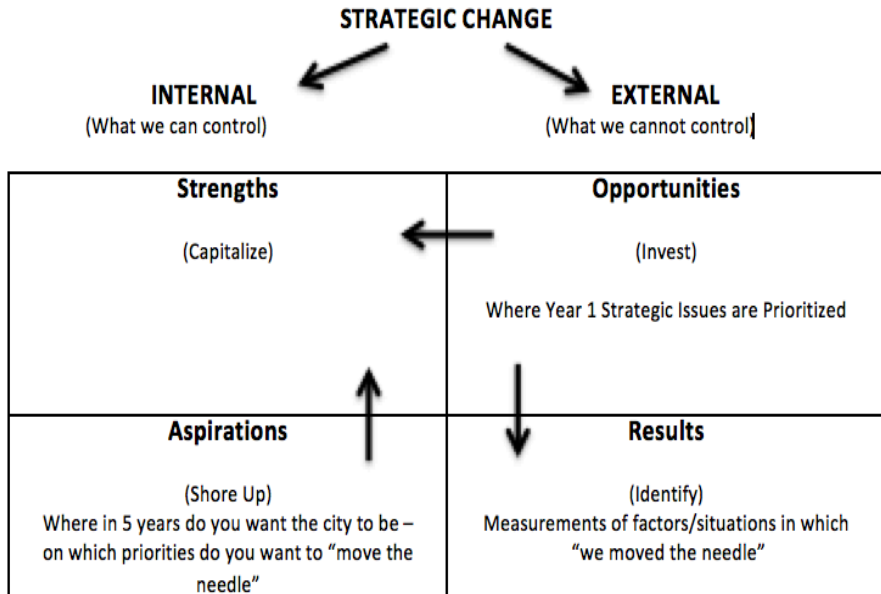 STRATEGIC CHANGE
INTERNAL
(What we can control)
EXTERNAL
(What we cannot control)
Strengths
(Capitalize)
Opportunities
(Invest)
Where Year 1 Strategic Issues are Prioritized
Aspirations
(Shore Up)
Where in 5 years do you want the city to be –
on which priorities do you want to “move the
needle”
Results
(Identify)
Measurements of factors/situations in which
“we moved the needle”